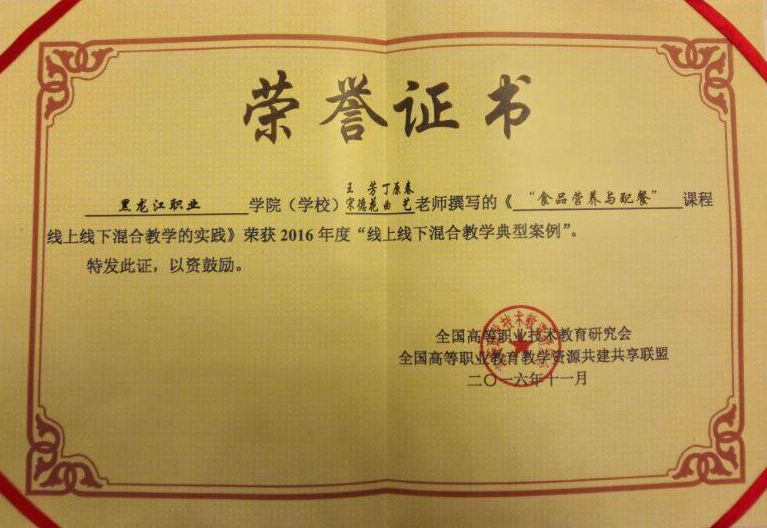 荣誉证书
王 芳丁原春
黑龙江职业 学院（学校）宋德花曲 艺老师撰写的《 “食品营养与配餐” 课程
线上线下混合教学的实践》荣获 2016 年度“线上线下混合教学典型案例”。
特发此证，以资鼓励。
全国高等职业技术教育研究会
全国高等职业教育教学资源共建共享联盟
二〇一六年十一月